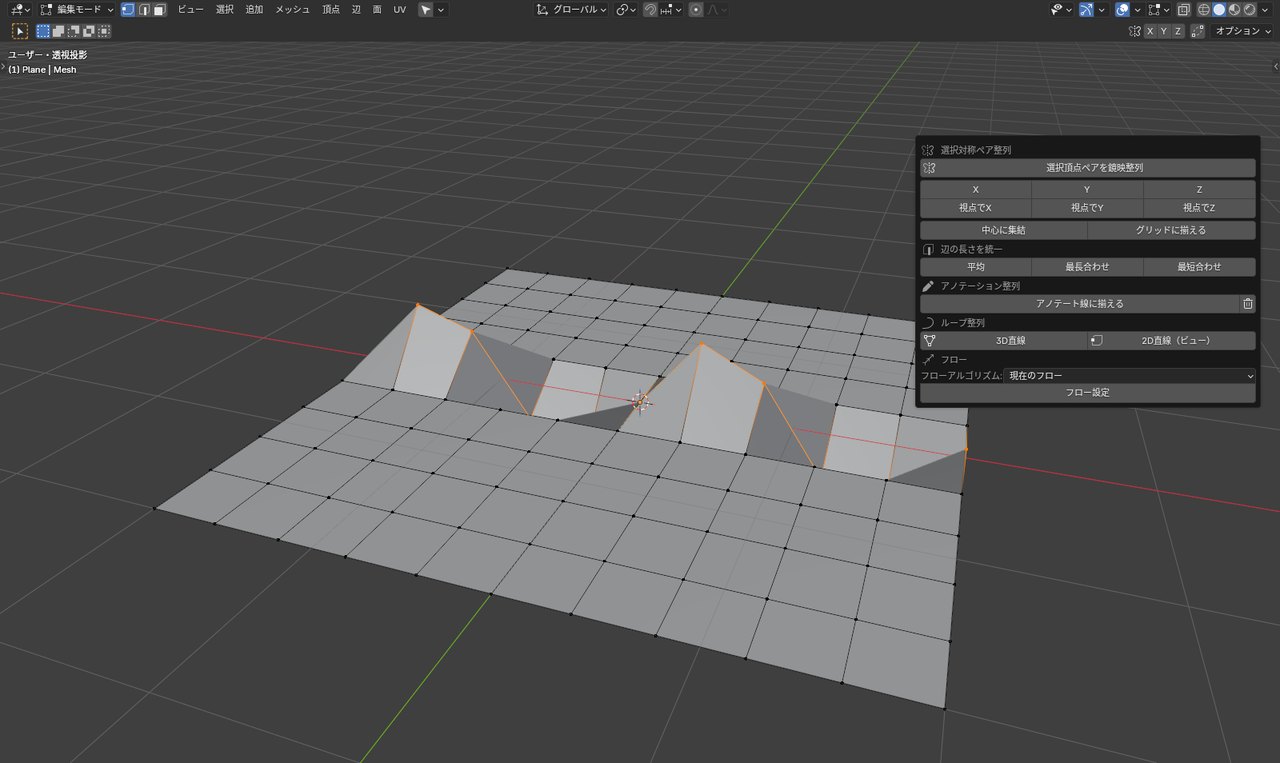 編集モード ビュー 選択 追加 メッシュ 頂点 辺 面 UV グローバル
X Y Z オプション
ユーザー・透視投影
(1) Plane | Mesh
選択対称ペア整列
選択頂点ペアを鏡映整列
X Y Z
視点でX 視点でY 視点でZ
中心に集結 グリッドに揃える
辺の長さを統一
平均 最長合わせ 最短合わせ
アノテーション整列
アノテート線に揃える
ループ整列
3D直線 2D直線（ビュー）
フロー
フローアルゴリズム: 現在のフロー
フロー設定